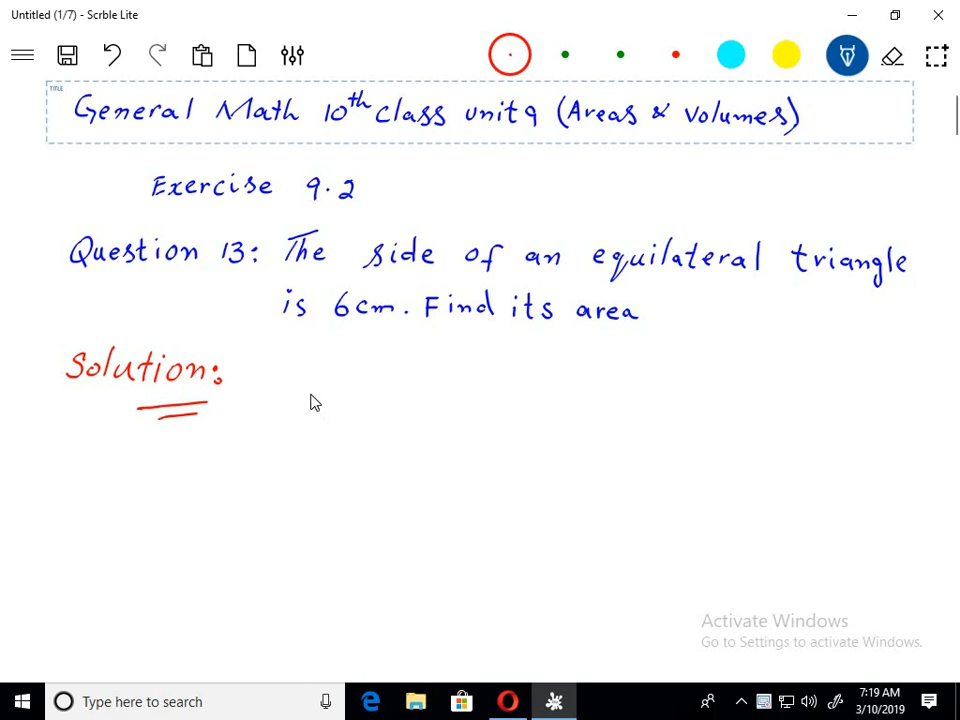 Untitled (1/7) - Scrble Lite
TITLE
General Math 10th class unit 9 (Areas & Volumes)
Exercise 9.2
Question 13: The side of an equilateral triangle
is 6cm. Find its area
Solution:
Activate Windows
Go to Settings to activate Windows.
Type here to search
7:19 AM
3/10/2019